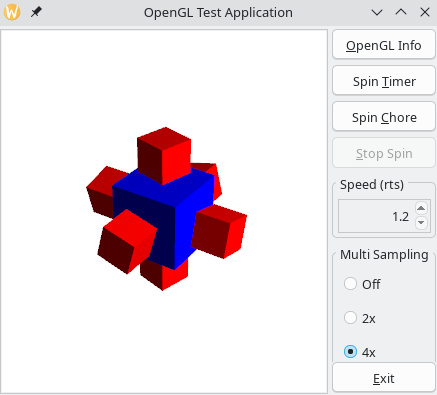 OpenGL Test Application
OpenGL Info
Spin Timer
Spin Chore
Stop Spin
Speed (rts)
1.2
Multi Sampling
Off
2x
4x
Exit